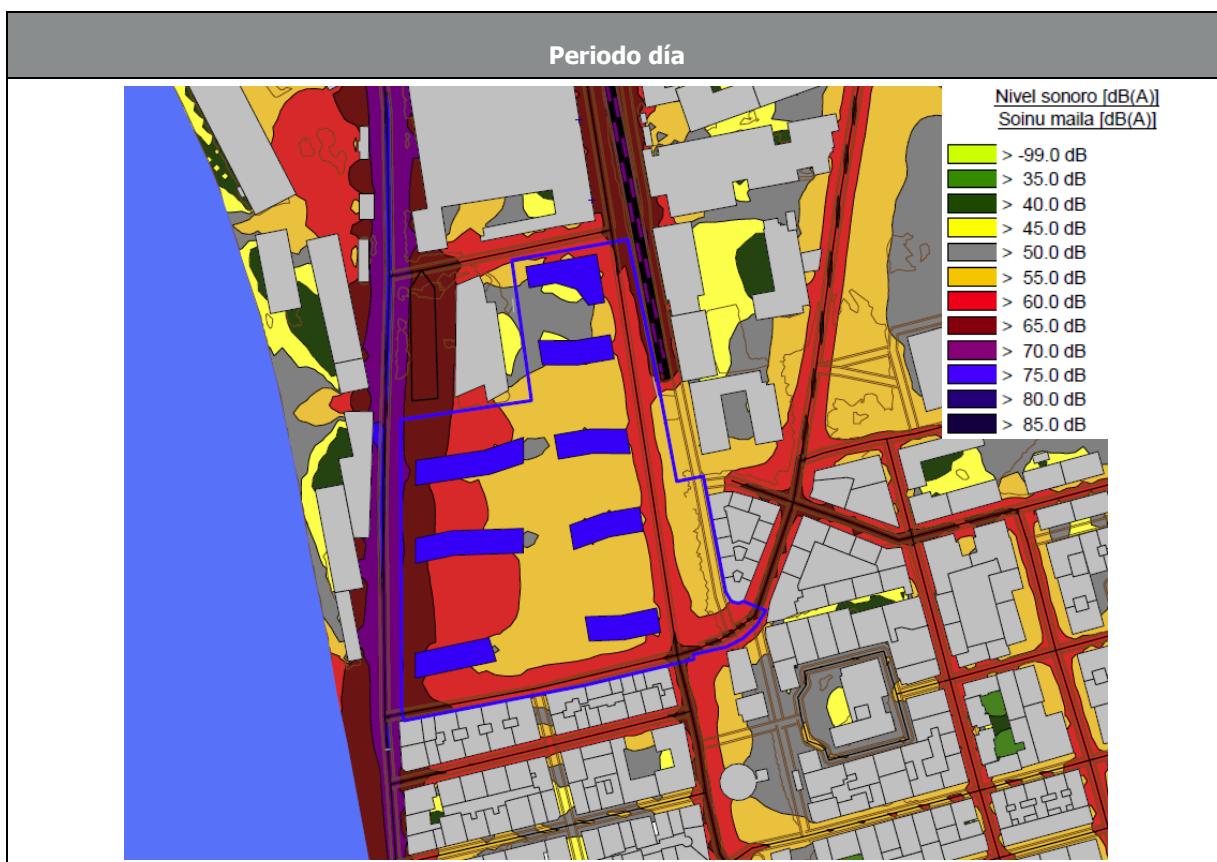 Periodo día
Nivel sonoro [dB(A)]
Soinu maila [dB(A)]
> -99.0 dB
> 35.0 dB
> 40.0 dB
> 45.0 dB
> 50.0 dB
> 55.0 dB
> 60.0 dB
> 65.0 dB
> 70.0 dB
> 75.0 dB
> 80.0 dB
> 85.0 dB